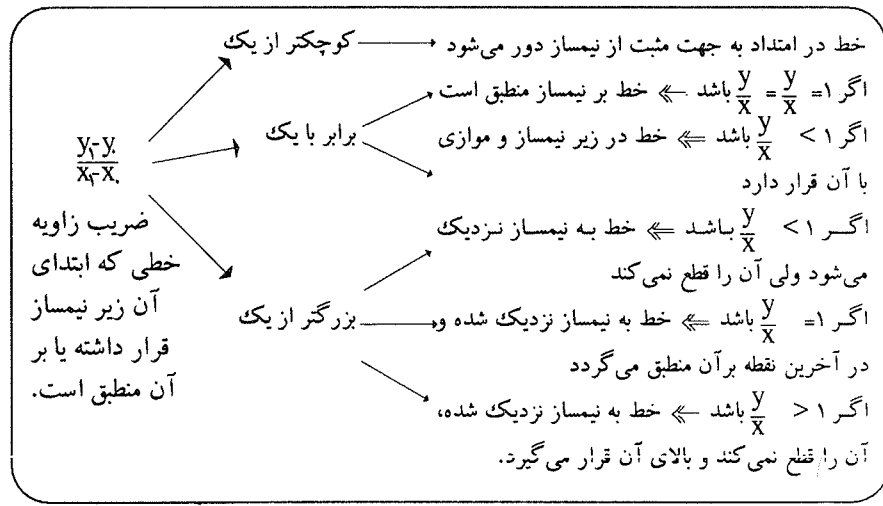 ضریب زاویه
خطی که ابتدای
آن زیر نیمساز
قرار داشته یا بر
آن منطبق است.
y₁-y.
x₁-x.
کوچکتر از یک
خط در امتداد به جهت مثبت از نیمساز دور می‌شود
برابر با یک
اگر ۱= y/x = y/x باشد ⇐ خط بر نیمساز منطبق است
اگر ۱ > y/x باشد ⇐ خط در زیر نیمساز و موازی
با آن قرار دارد
بزرگتر از یک
اگر ۱ > y/x باشد ⇐ خط به نیمساز نزدیک
می‌شود ولی آن را قطع نمی‌کند
اگر ۱= y/x باشد ⇐ خط به نیمساز نزدیک شده و
در آخرین نقطه برآن منطبق می‌گردد
اگر ۱ < y/x باشد ⇐ خط به نیمساز نزدیک شده،
آن را قطع نمی‌کند و بالای آن قرار می‌گیرد.